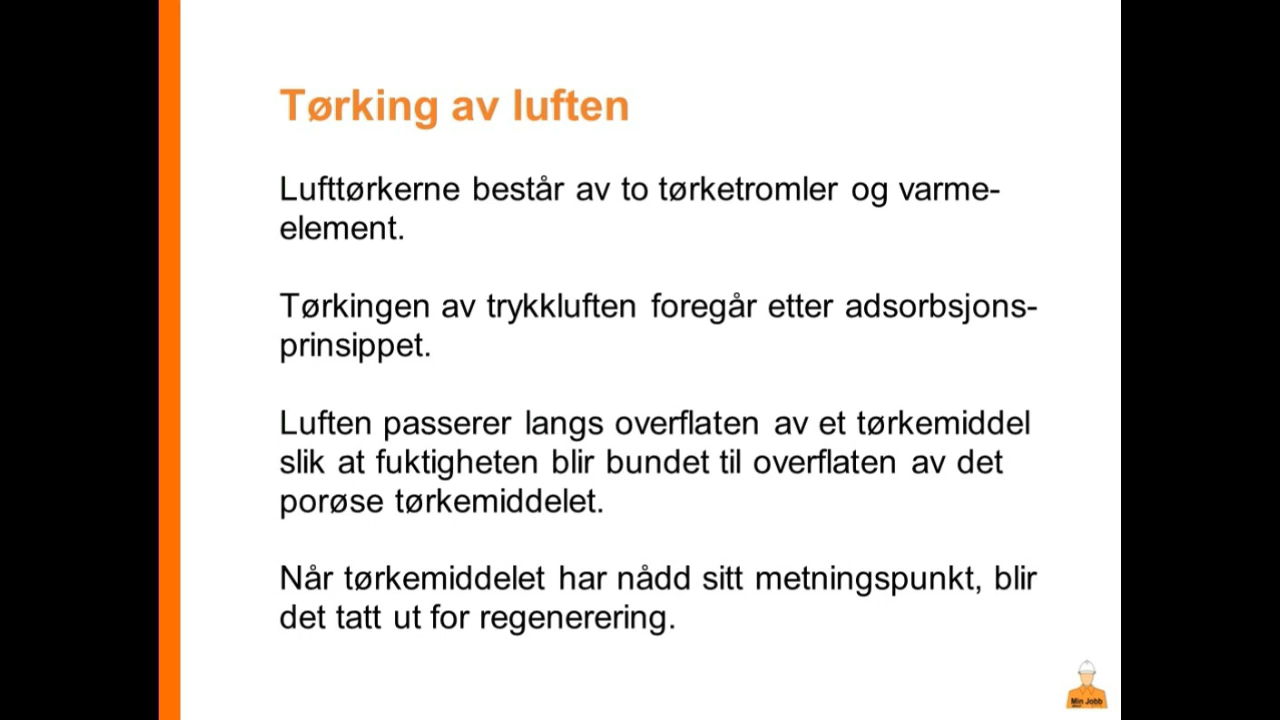 Tørking av luften
Lufttørkerne består av to tørketromler og varme-
element.
Tørkingen av trykkluften foregår etter adsorbsjons-
prinsippet.
Luften passerer langs overflaten av et tørkemiddel
slik at fuktigheten blir bundet til overflaten av det
porøse tørkemiddelet.
Når tørkemiddelet har nådd sitt metningspunkt, blir
det tatt ut for regenerering.
Min Jobb